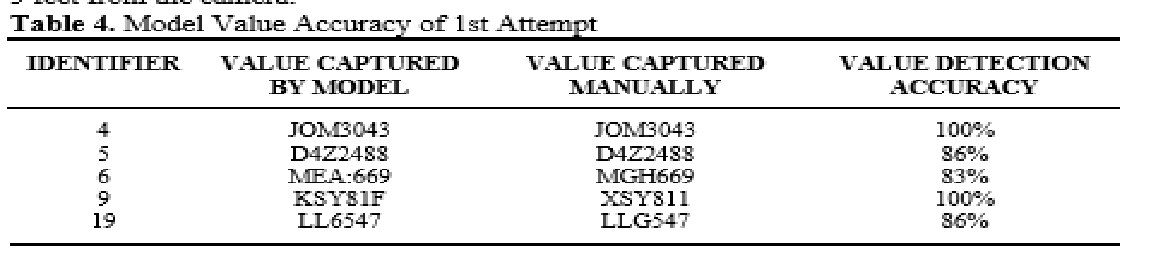 Table 4. Model Value Accuracy of 1st Attempt
IDENTIFIER VALUE CAPTURED BY MODEL VALUE CAPTURED MANUALLY VALUE DETECTION ACCURACY
4 JOM3043 JOM3043 100%
5 D4Z2488 D4Z2488 86%
6 MEA:669 MGH669 83%
9 KSY81F XSY811 100%
19 LL6547 LLG547 86%